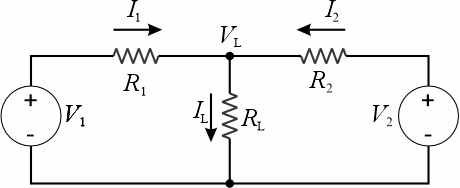 I1 VL I2
+ R1 R2 +
V1 IL RL V2
- -